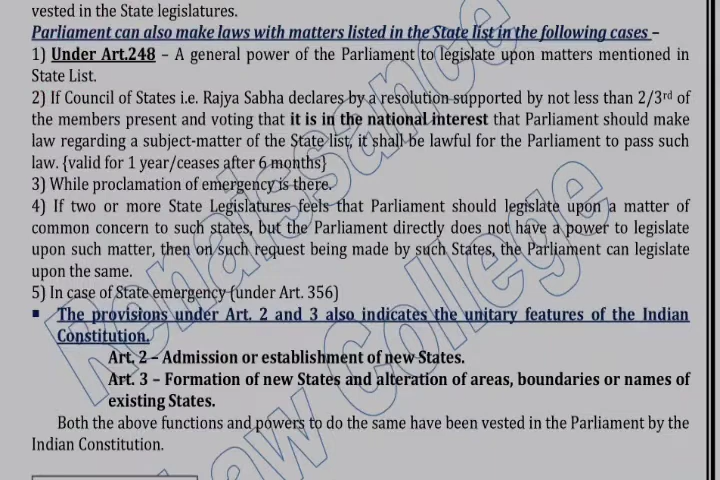 vested in the State legislatures.
Parliament can also make laws with matters listed in the State list in the following cases –
1) Under Art.248 – A general power of the Parliament to legislate upon matters mentioned in
State List.
2) If Council of States i.e. Rajya Sabha declares by a resolution supported by not less than 2/3rd of
the members present and voting that it is in the national interest that Parliament should make
law regarding a subject-matter of the State list, it shall be lawful for the Parliament to pass such
law. {valid for 1 year/ceases after 6 months}
3) While proclamation of emergency is there.
4) If two or more State Legislatures feels that Parliament should legislate upon a matter of
common concern to such states, but the Parliament directly does not have a power to legislate
upon such matter, then on such request being made by such States, the Parliament can legislate
upon the same.
5) In case of State emergency (under Art. 356)
▪ The provisions under Art. 2 and 3 also indicates the unitary features of the Indian
Constitution.
Art. 2 – Admission or establishment of new States.
Art. 3 – Formation of new States and alteration of areas, boundaries or names of
existing States.
Both the above functions and powers to do the same have been vested in the Parliament by the
Indian Constitution.
Renaissance
Law College